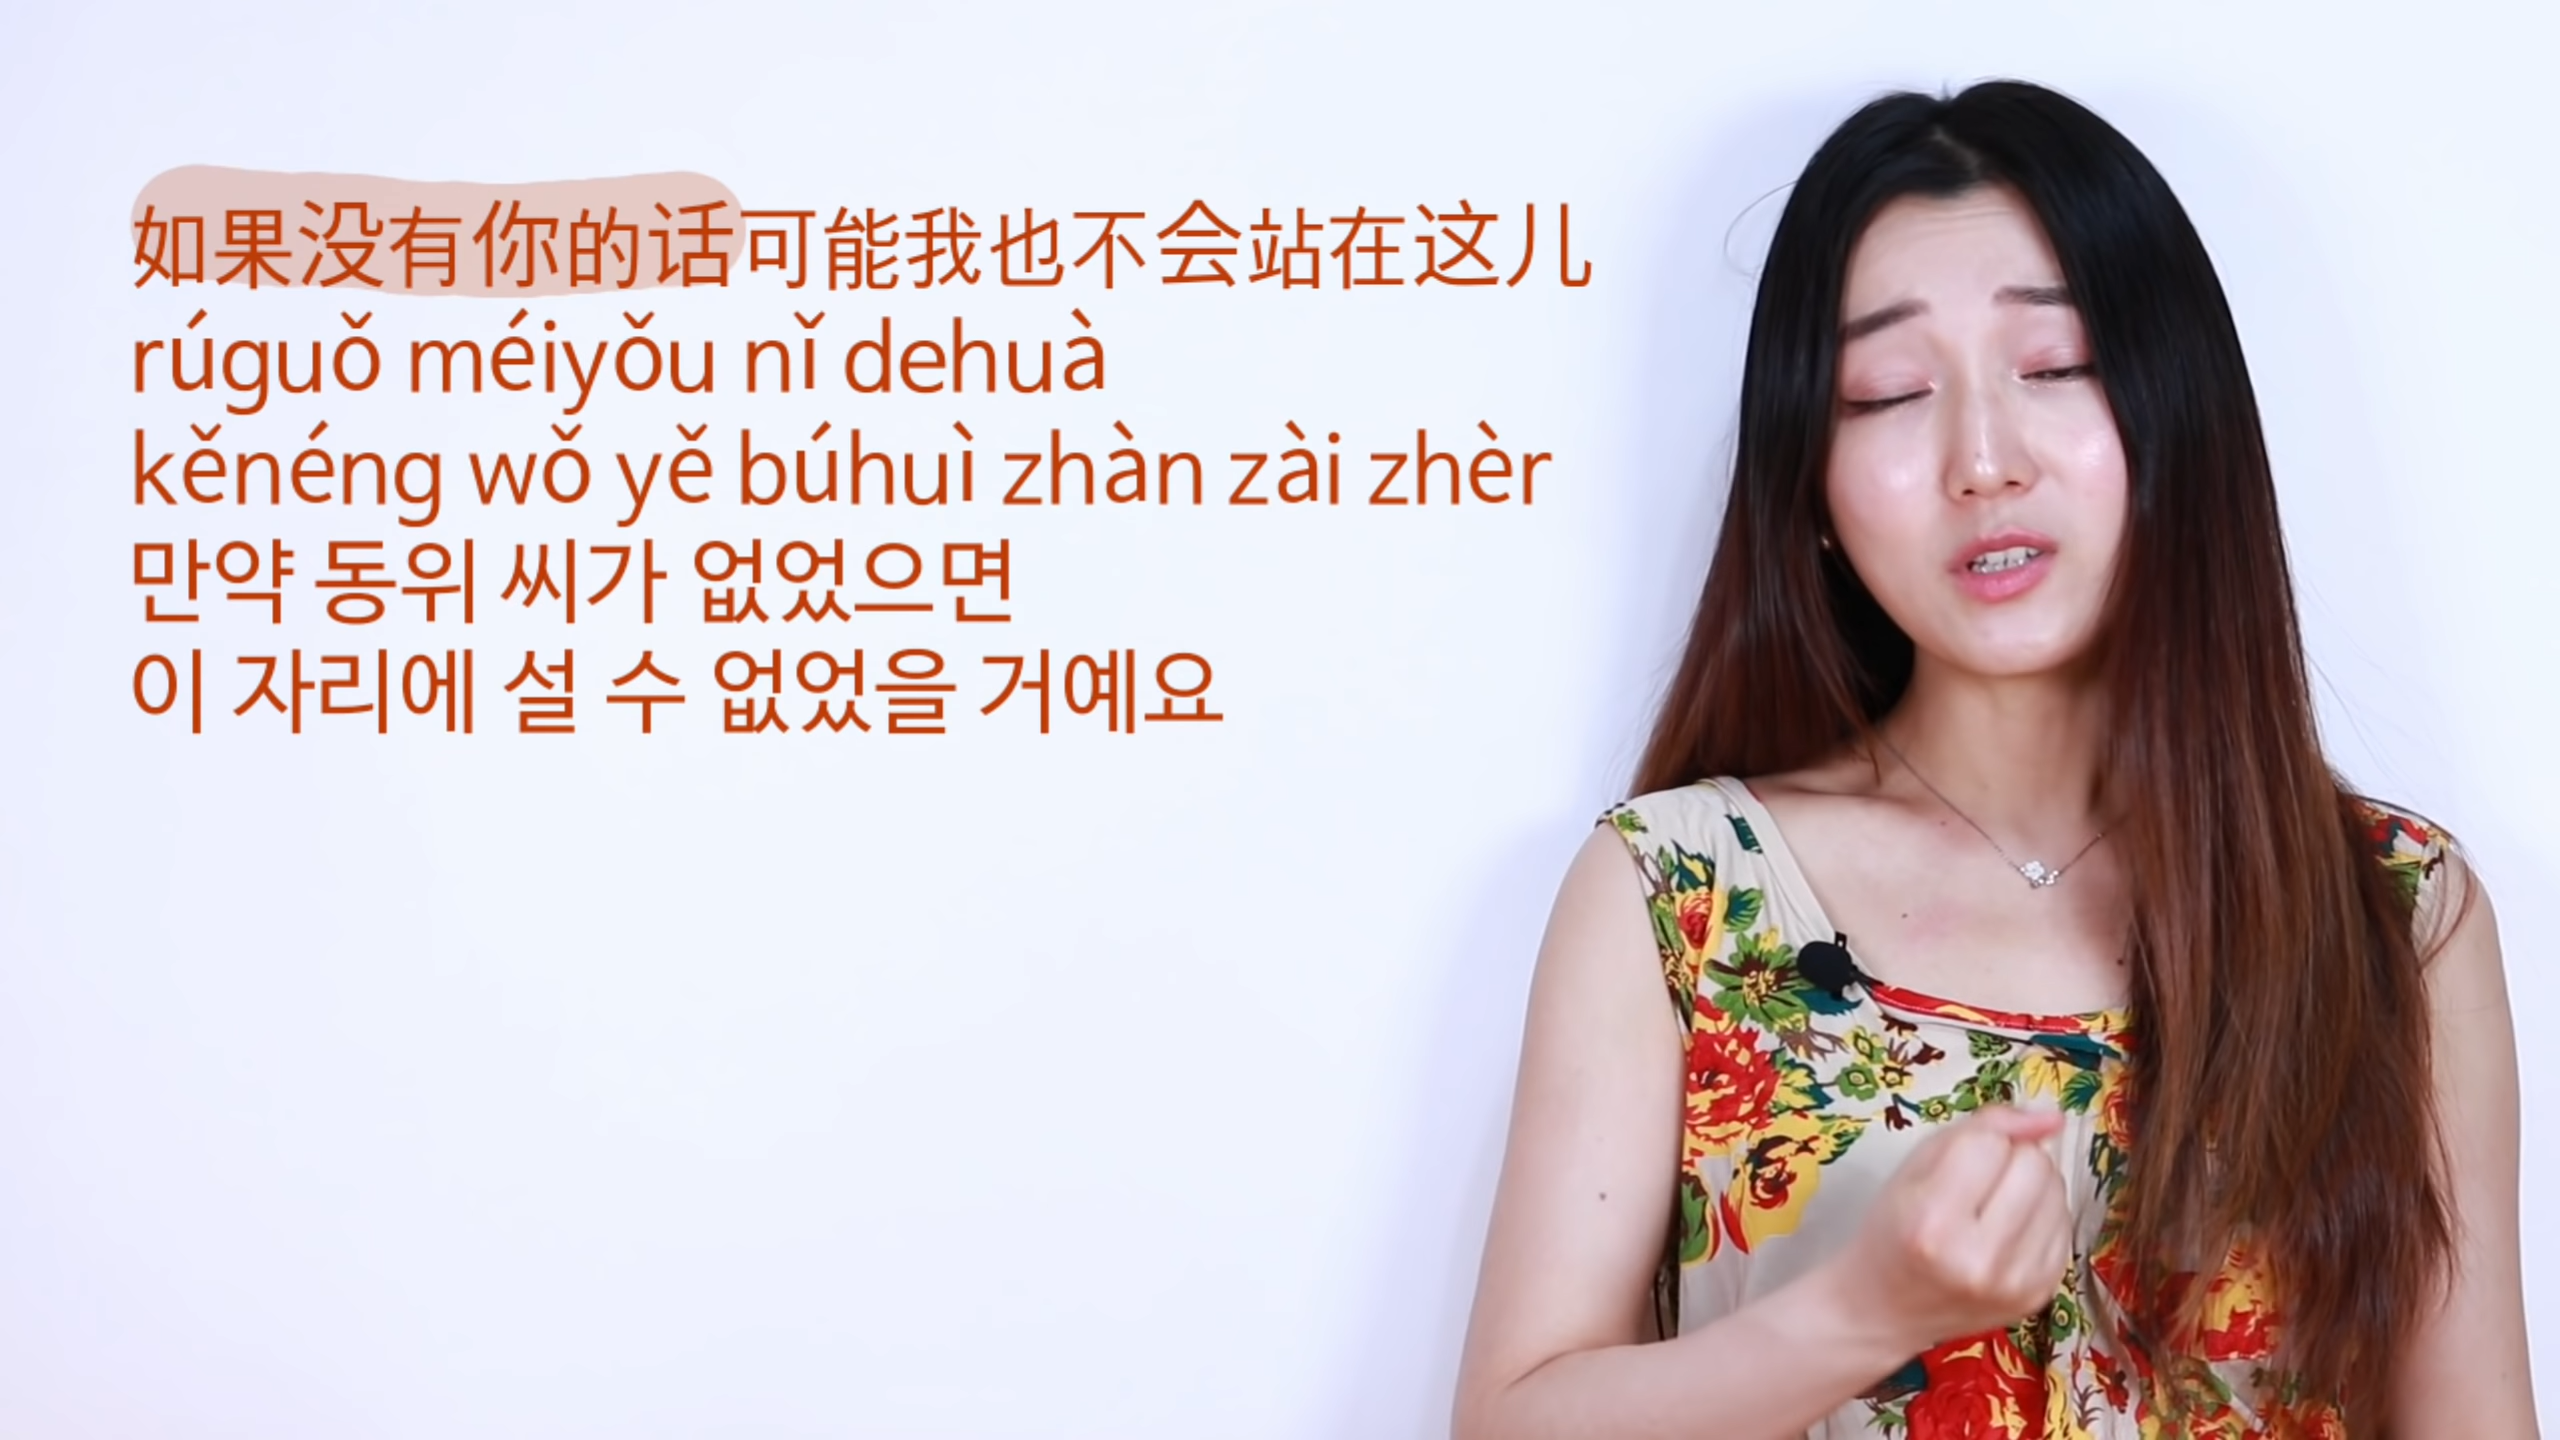 如果没有你的话可能我也不会站在这儿
rúguǒ méiyǒu nǐ dehuà
kěnéng wǒ yě búhuì zhàn zài zhèr
만약 동위 씨가 없었으면
이 자리에 설 수 없었을 거예요